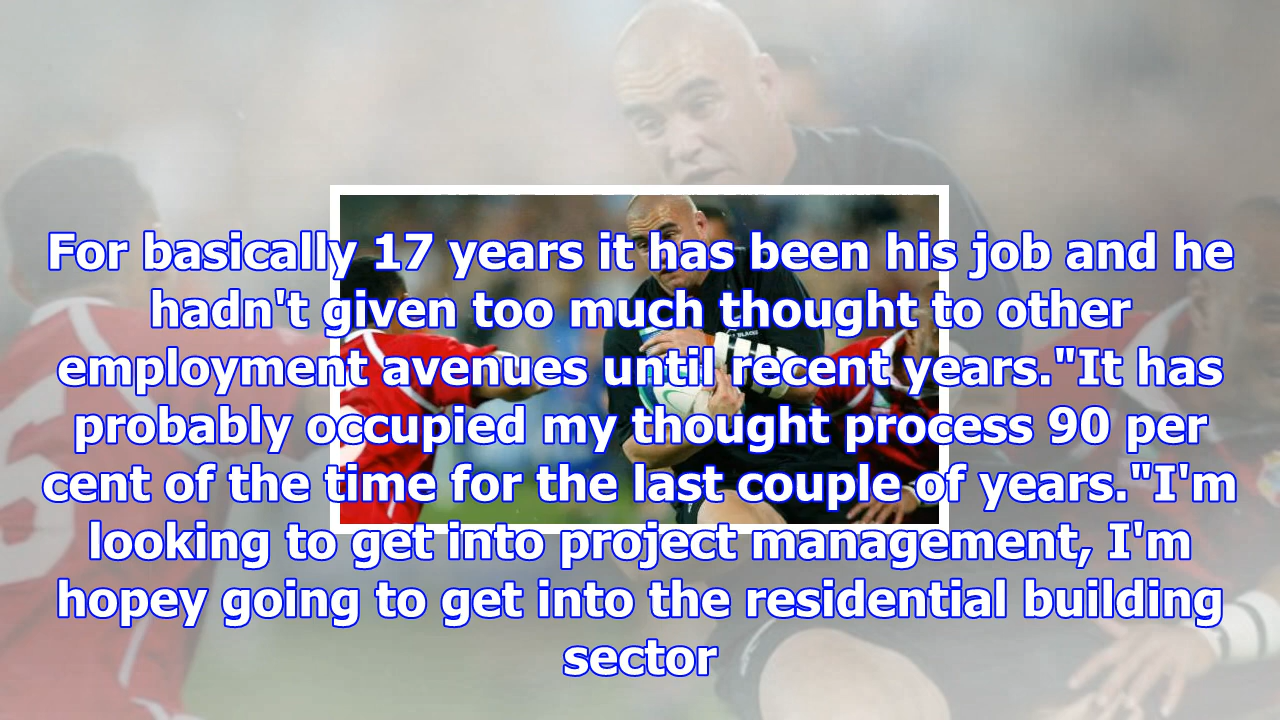 For basically 17 years it has been his job and he
hadn't given too much thought to other
employment avenues until recent years."It has
probably occupied my thought process 90 per
cent of the time for the last couple of years."I'm
looking to get into project management, I'm
hopey going to get into the residential building
sector